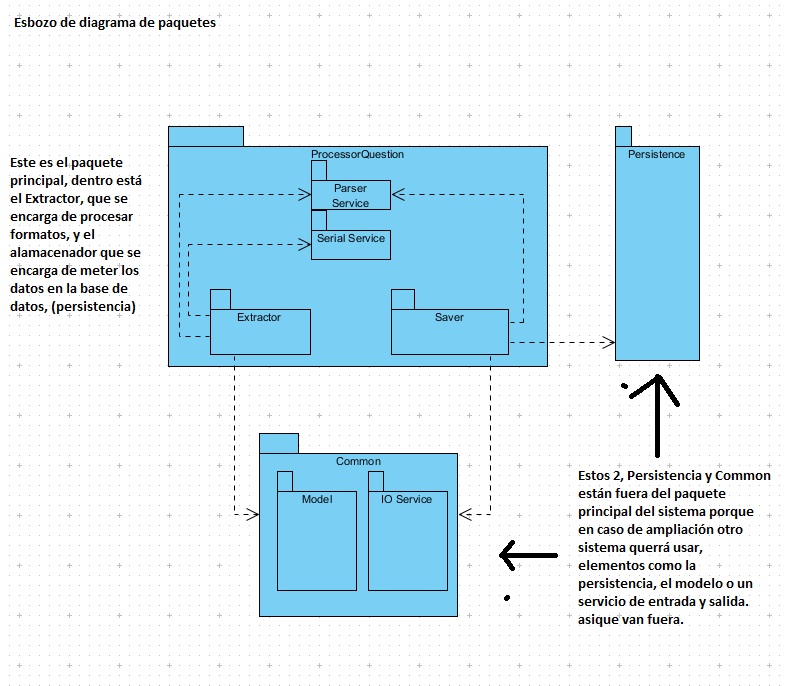 Esbozo de diagrama de paquetes
Este es el paquete
principal, dentro está
el Extractor, que se
encarga de procesar
formatos, y el
alamacenador que se
encarga de meter los
datos en la base de
datos, (persistencia)
ProcessorQuestion
Parser
Service
Serial Service
Extractor
Saver
Persistence
Common
Model
IO Service
Estos 2, Persistencia y Common
están fuera del paquete
principal del sistema porque
en caso de ampliación otro
sistema querrá usar,
elementos como la
persistencia, el modelo o un
servicio de entrada y salida.
asique van fuera.